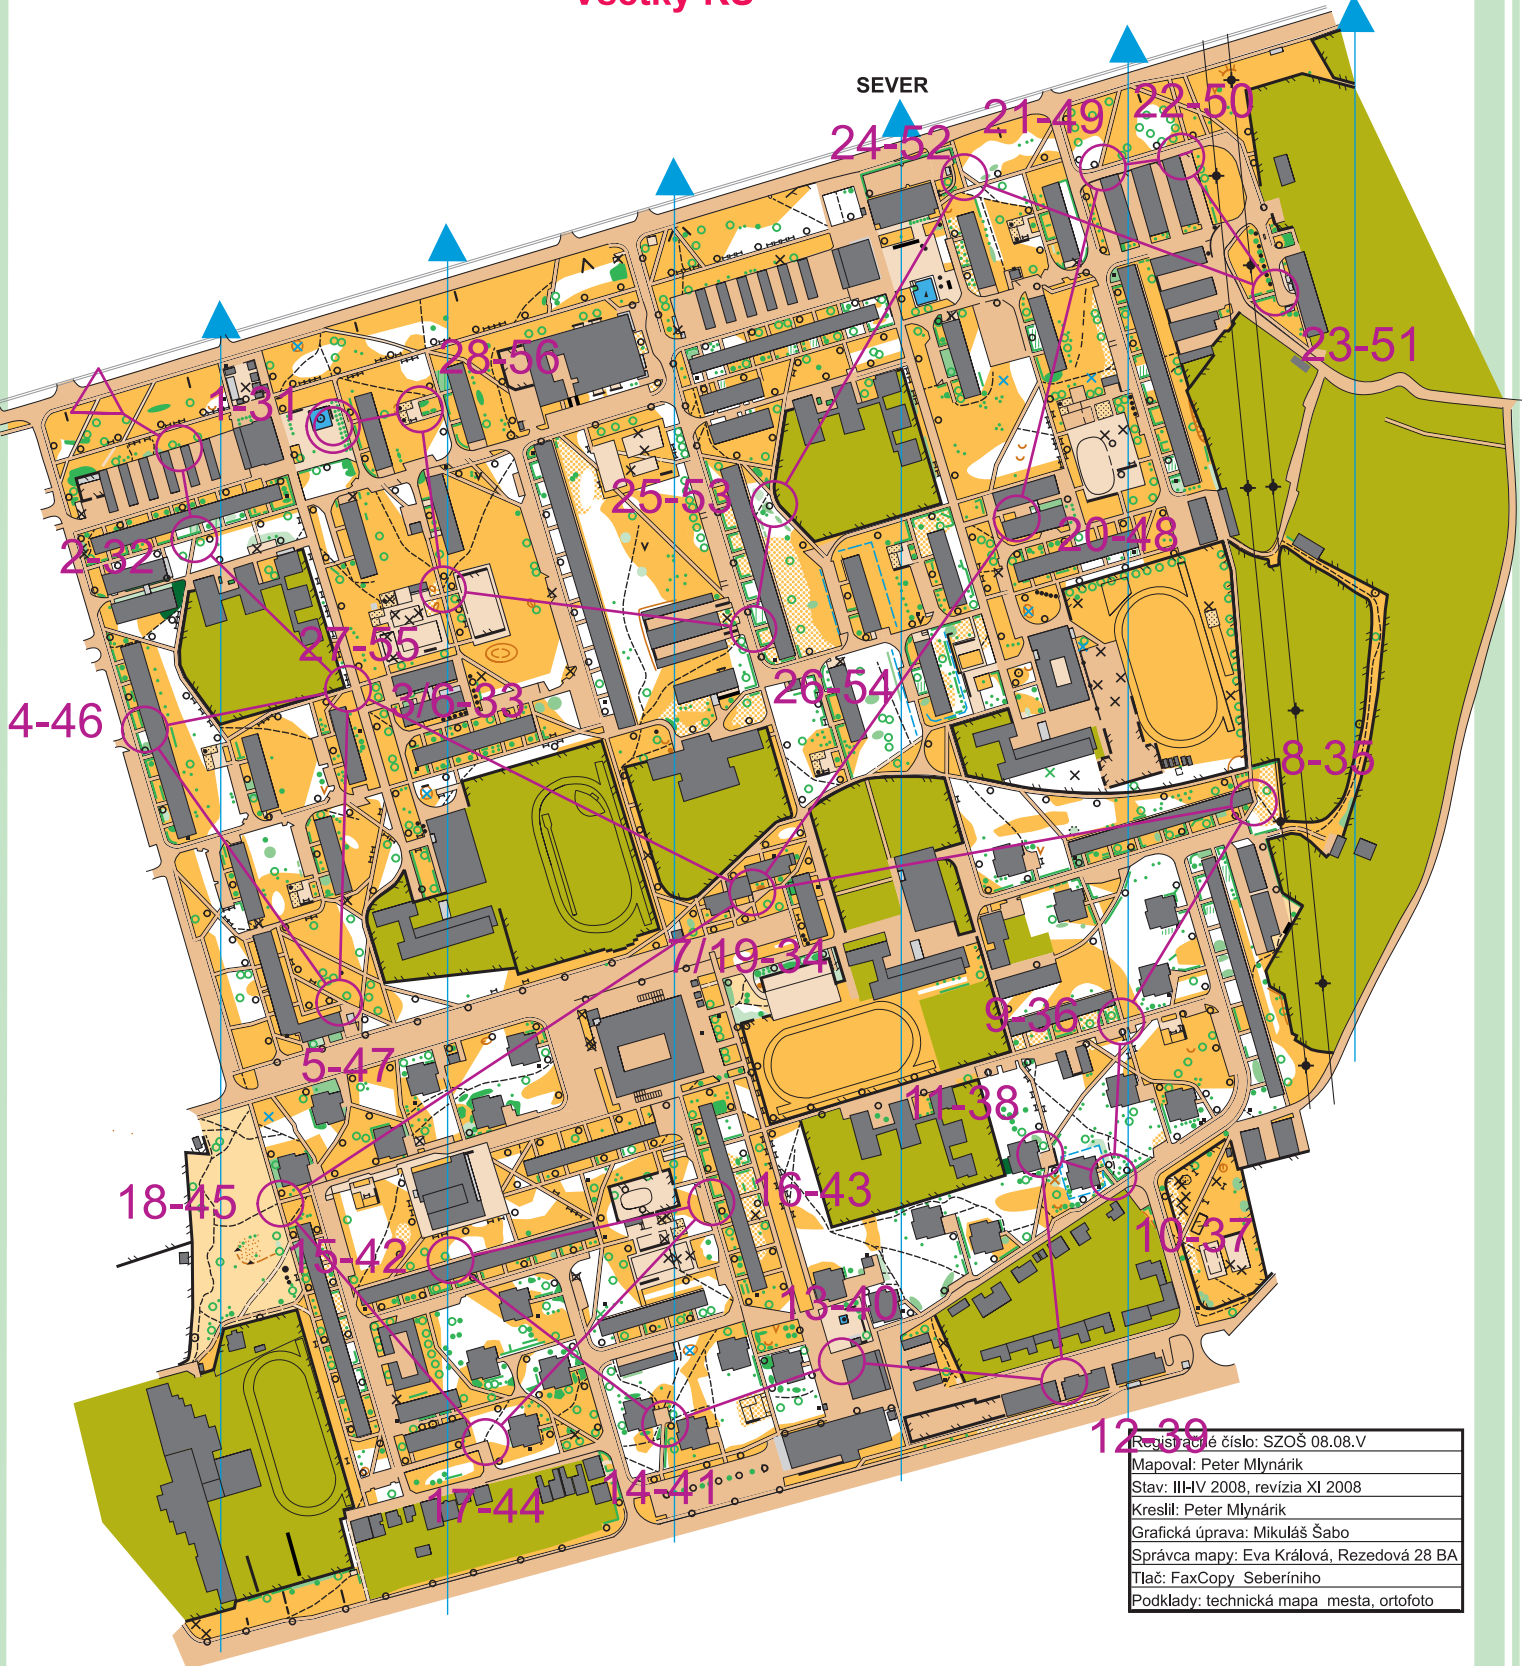 SEVER
24-52
21-49
22-50
23-51
28-56
1-31
25-53
20-48
2-32
27-55
3/6-33
26-54
4-46
8-35
7/19-34
9-36
5-47
11-38
18-45
16-43
15-42
10-37
13-40
12-39
14-41
17-44
Registračné číslo: SZOŠ 08.08.V
Mapoval: Peter Mlynárik
Stav: III-IV 2008, revízia XI 2008
Kreslil: Peter Mlynárik
Grafická úprava: Mikuláš Šabo
Správca mapy: Eva Králová, Rezedová 28 BA
Tlač: FaxCopy Seberíniho
Podklady: technická mapa mesta, ortofoto